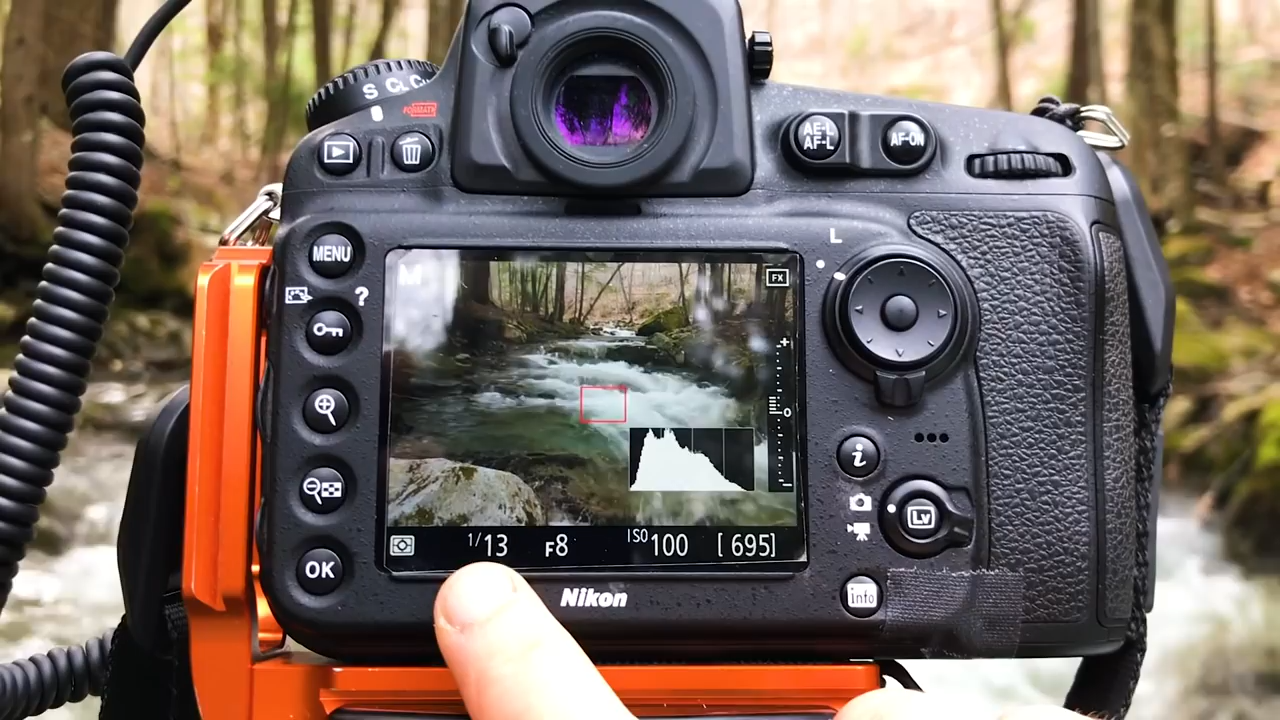 S CL CH
FORMAT
AE-L
AF-L
AF-ON
MENU
L
M
FX
?
+
0
-
i
Lv
1/13 F8 ISO 100 [ 695]
OK
Nikon
info